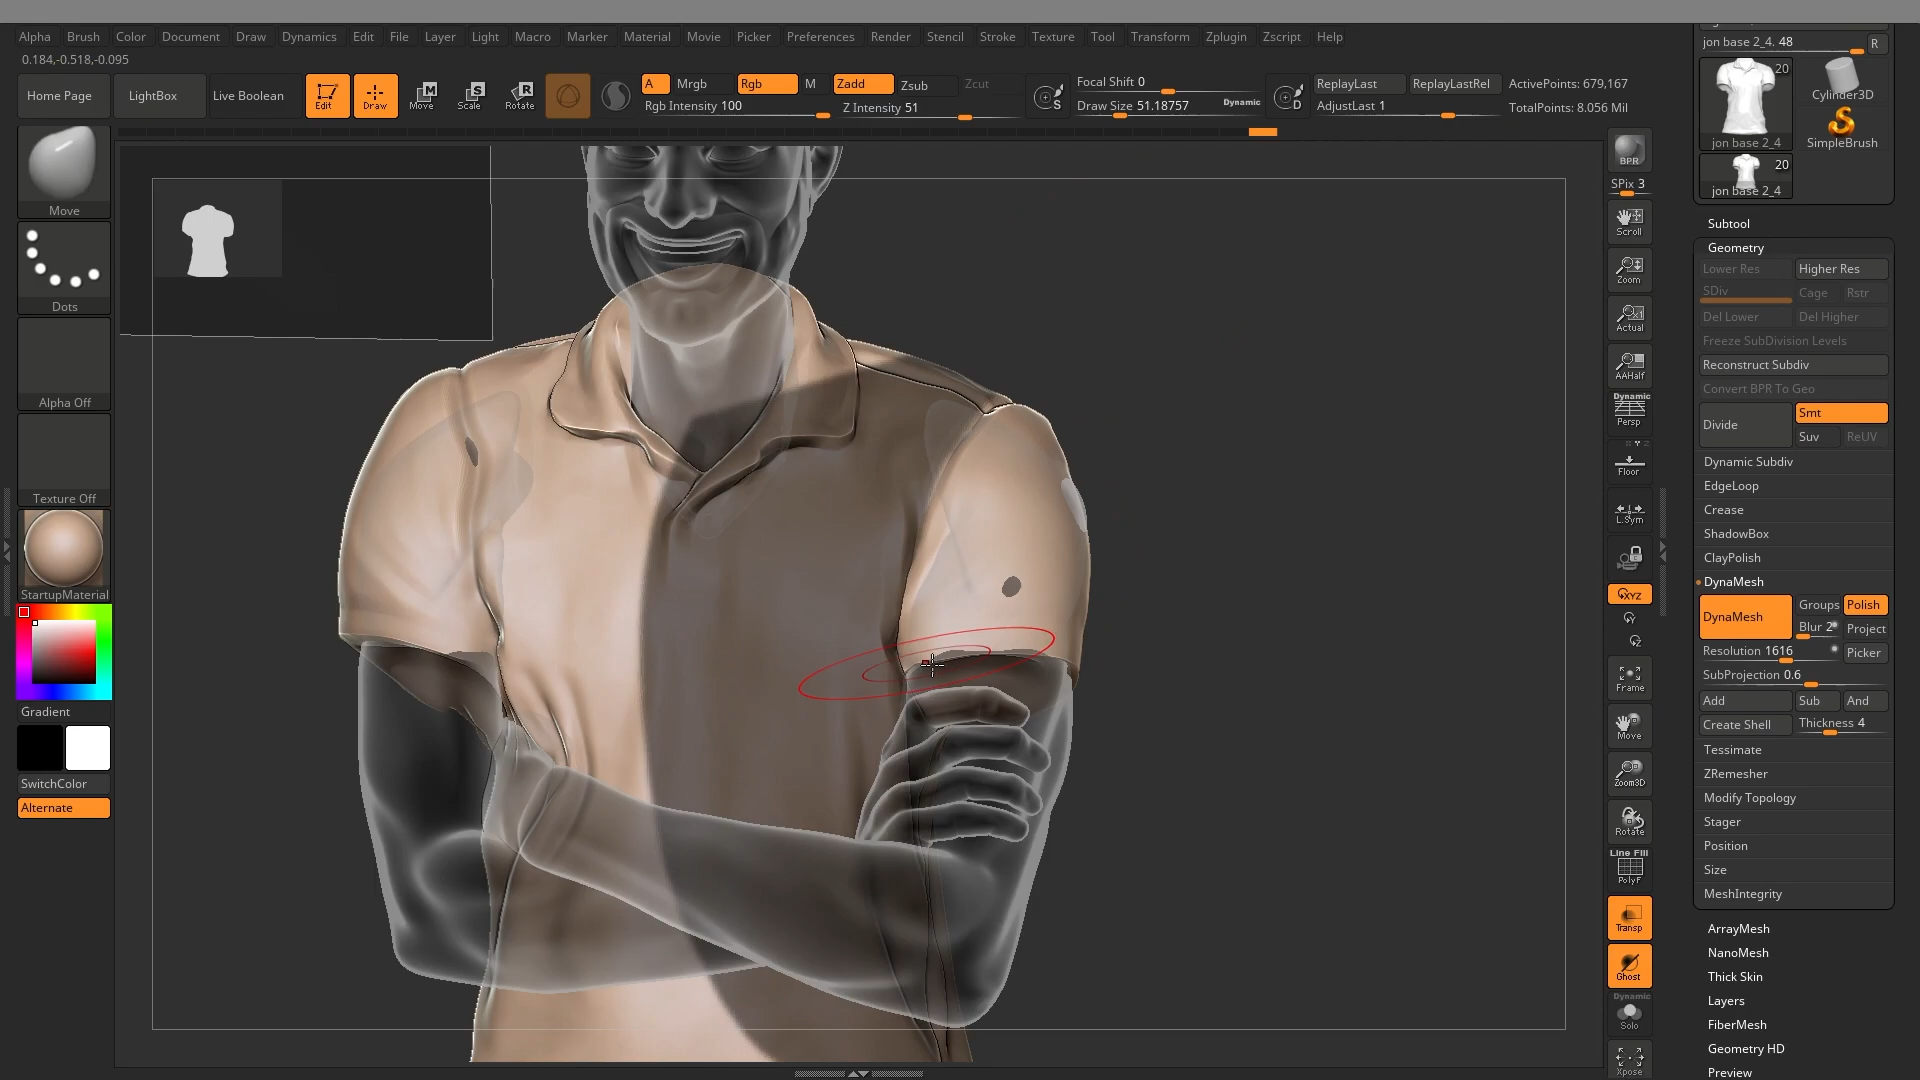 Alpha Brush Color Document Draw Dynamics Edit File Layer Light Macro Marker Material Movie Picker Preferences Render Stencil Stroke Texture Tool Transform Zplugin Zscript Help
0.184,-0.518,-0.095
Home Page LightBox Live Boolean
Edit Draw Move Scale Rotate
A Mrgb Rgb M Zadd Zsub Zcut
Rgb Intensity 100 Z Intensity 51
Focal Shift 0
Draw Size 51.18757 Dynamic
ReplayLast ReplayLastRel
AdjustLast 1
ActivePoints: 679,167
TotalPoints: 8.056 Mil
Move
Dots
Alpha Off
Texture Off
StartupMaterial
Gradient
SwitchColor
Alternate
BPR
SPix 3
Scroll
Zoom
Actual
AAHalf
Dynamic
Persp
Floor
L.Sym
XYZ
Frame
Move
Zoom3D
Rotate
Line Fill
PolyF
Transp
Ghost
Dynamic
Solo
Xpose
jon base 2_4. 48 R
20
jon base 2_4
Cylinder3D
SimpleBrush
20
jon base 2_4
Subtool
Geometry
Lower Res Higher Res
SDiv Cage Rstr
Del Lower Del Higher
Freeze SubDivision Levels
Reconstruct Subdiv
Convert BPR To Geo
Divide Smt
Suv ReUV
Dynamic Subdiv
EdgeLoop
Crease
ShadowBox
ClayPolish
DynaMesh
DynaMesh Groups Polish
Blur 2 Project
Resolution 1616 Picker
SubProjection 0.6
Add Sub And
Create Shell Thickness 4
Tessimate
ZRemesher
Modify Topology
Stager
Position
Size
MeshIntegrity
ArrayMesh
NanoMesh
Thick Skin
Layers
FiberMesh
Geometry HD
Preview